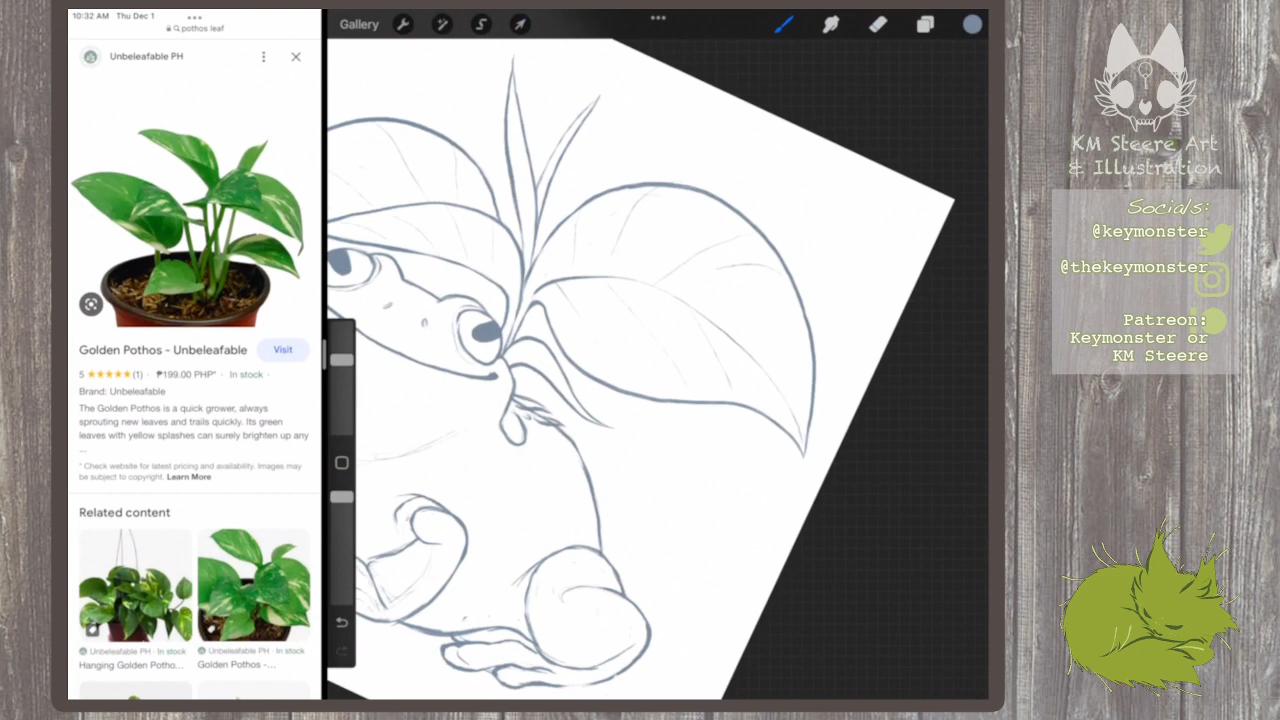 10:32 AM Thu Dec 1
pothos leaf
Unbeleafable PH
Golden Pothos - Unbeleafable
Visit
5 ★★★★★ (1) · ₱199.00 PHP* · In stock ·
Brand: Unbeleafable
The Golden Pothos is a quick grower, always
sprouting new leaves and trails quickly. Its green
leaves with yellow splashes can surely brighten up any
...
* Check website for latest pricing and availability. Images may
be subject to copyright. Learn More
Related content
Unbeleafable PH · In stock
Hanging Golden Potho...
Unbeleafable PH · In stock
Golden Pothos -...
Gallery
KM Steere Art
& Illustration
Socials:
@keymonster
@thekeymonster
Patreon:
Keymonster or
KM Steere